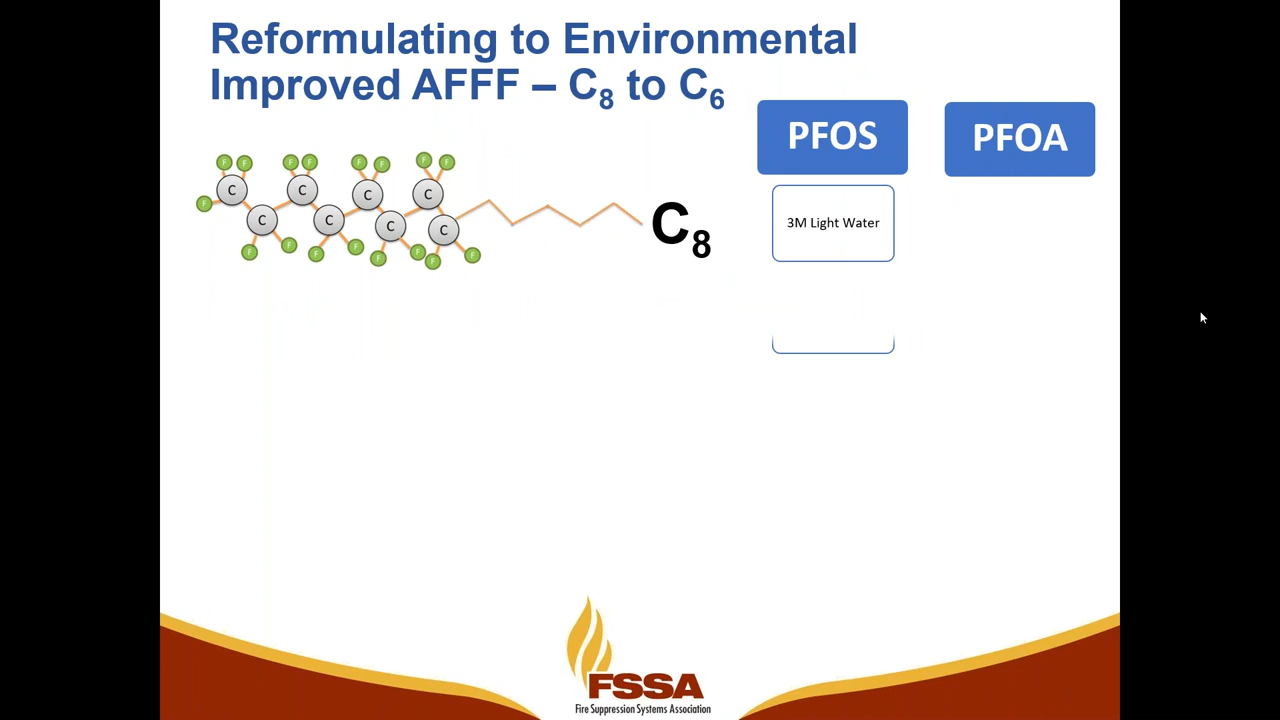 Reformulating to Environmental
Improved AFFF – C₈ to C₆
PFOS
PFOA
F F F F F F F F
C C C C
F
C C C C
F F F F F F F F
C₈
3M Light Water
FSSA
Fire Suppression Systems Association